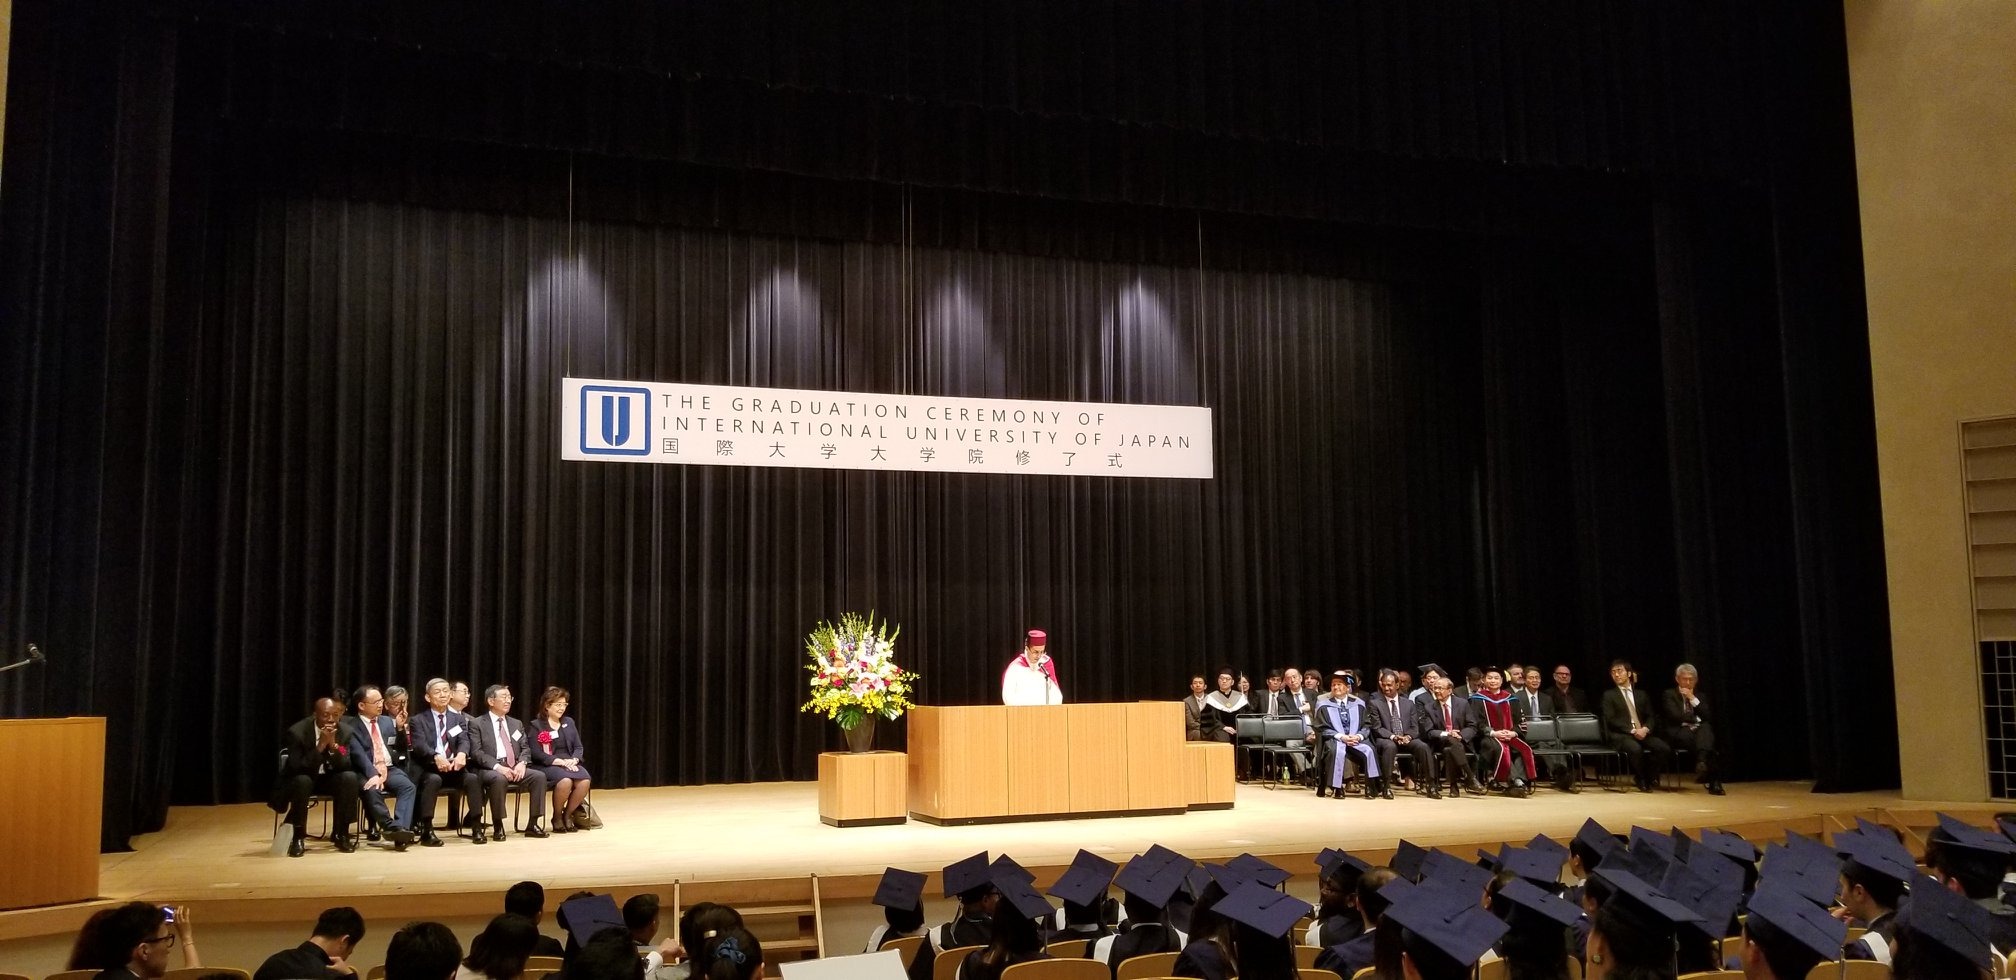 THE GRADUATION CEREMONY OF
INTERNATIONAL UNIVERSITY OF JAPAN
国際大学大学院修了式